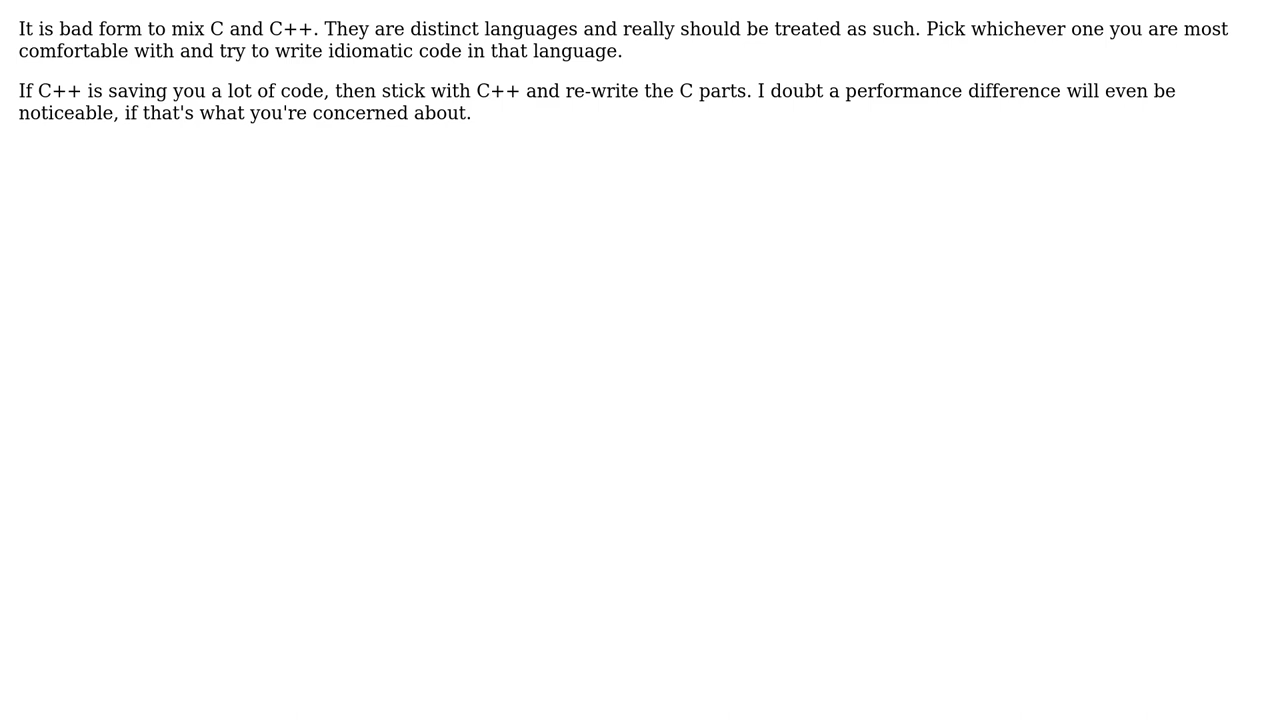 It is bad form to mix C and C++. They are distinct languages and really should be treated as such. Pick whichever one you are most
comfortable with and try to write idiomatic code in that language.
If C++ is saving you a lot of code, then stick with C++ and re-write the C parts. I doubt a performance difference will even be
noticeable, if that's what you're concerned about.